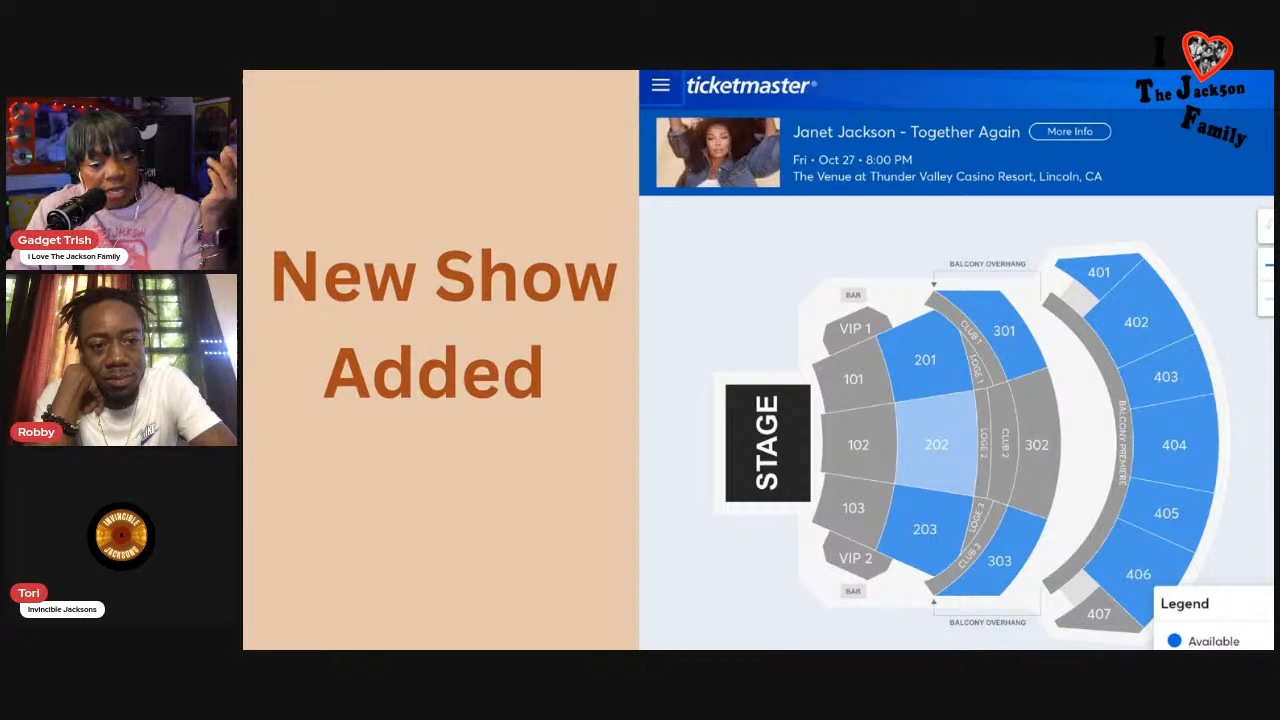 I
The Jackson
Family
Gadget Trish
I Love The Jackson Family
Robby
INVINCIBLE
JACKSONS
Tori
Invincible Jacksons
New Show
Added
ticketmaster®
Janet Jackson - Together Again
More Info
Fri • Oct 27 • 8:00 PM
The Venue at Thunder Valley Casino Resort, Lincoln, CA
BALCONY OVERHANG
BAR
VIP 1
101
102
103
VIP 2
BAR
STAGE
201
202
203
CLUB 1
LOGE 1
LOGE 2
CLUB 2
LOGE 3
CLUB 3
301
302
303
BALCONY PREMIERE
401
402
403
404
405
406
407
BALCONY OVERHANG
Legend
Available